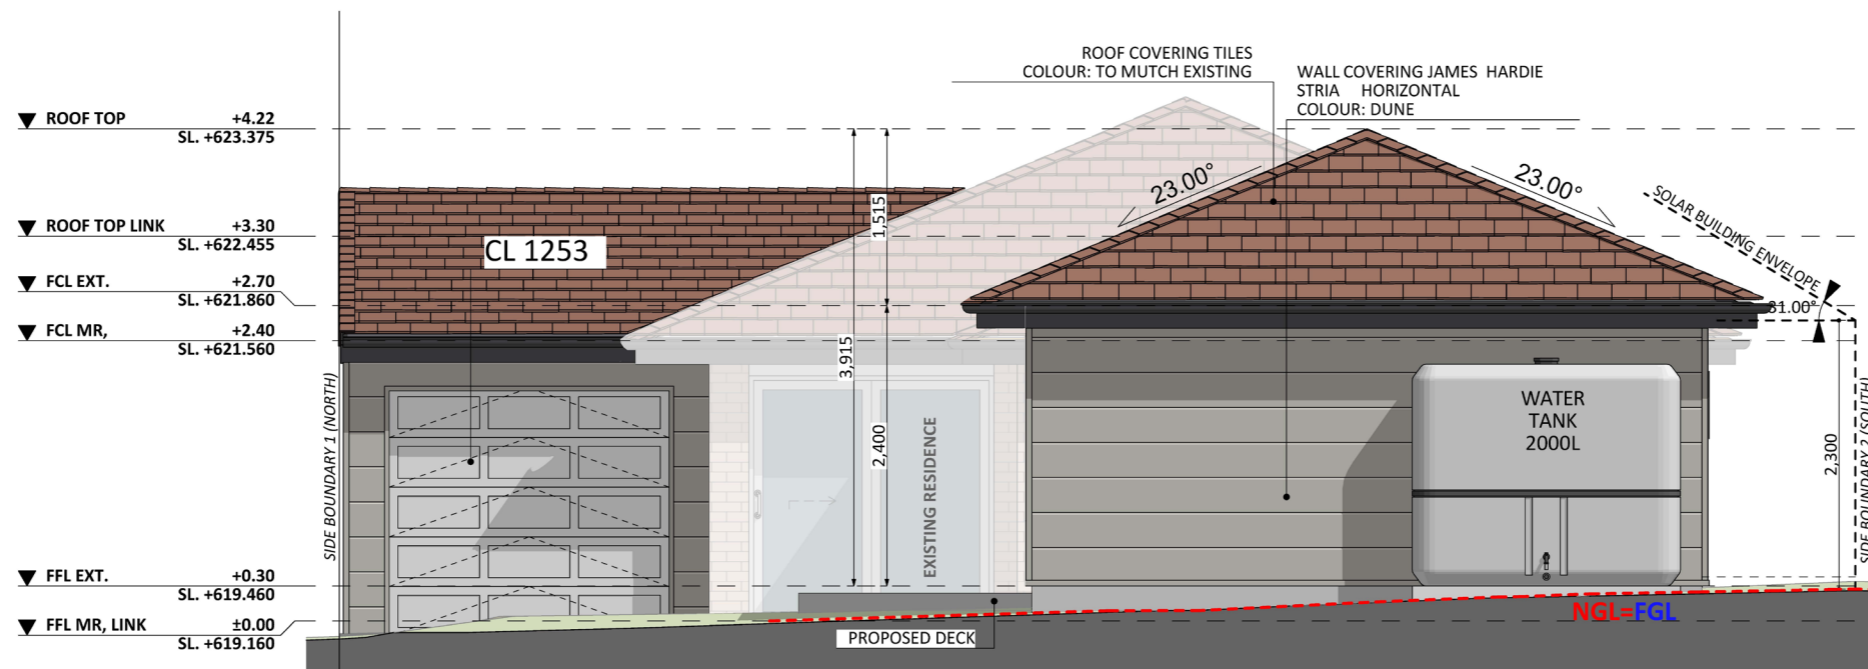 ROOF COVERING TILES
COLOUR: TO MUTCH EXISTING
WALL COVERING JAMES HARDIE
STRIA HORIZONTAL
COLOUR: DUNE
ROOF TOP +4.22
SL. +623.375
ROOF TOP LINK +3.30
SL. +622.455
FCL EXT. +2.70
SL. +621.860
FCL MR, +2.40
SL. +621.560
FFL EXT. +0.30
SL. +619.460
FFL MR, LINK ±0.00
SL. +619.160
SIDE BOUNDARY 1 (NORTH)
CL 1253
1,515
3,915
2,400
EXISTING RESIDENCE
PROPOSED DECK
23.00°
23.00°
SOLAR BUILDING ENVELOPE
31.00°
WATER
TANK
2000L
2,300
SIDE BOUNDARY 2 (SOUTH)
NGL=FGL